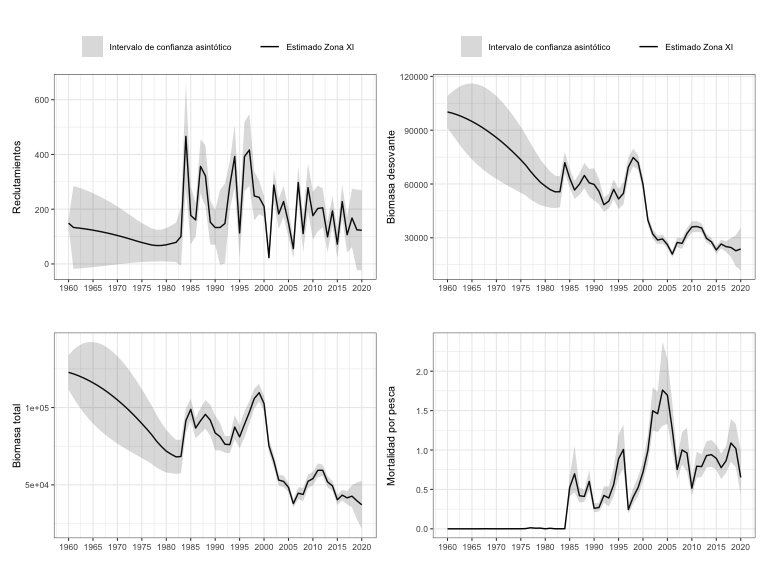 Intervalo de confianza asintótico Estimado Zona XI
Intervalo de confianza asintótico Estimado Zona XI
Reclutamientos
600
400
200
0
1960 1965 1970 1975 1980 1985 1990 1995 2000 2005 2010 2015 2020
Biomasa desovante
120000
90000
60000
30000
1960 1965 1970 1975 1980 1985 1990 1995 2000 2005 2010 2015 2020
Biomasa total
1e+05
5e+04
1960 1965 1970 1975 1980 1985 1990 1995 2000 2005 2010 2015 2020
Mortalidad por pesca
2.0
1.5
1.0
0.5
0.0
1960 1965 1970 1975 1980 1985 1990 1995 2000 2005 2010 2015 2020